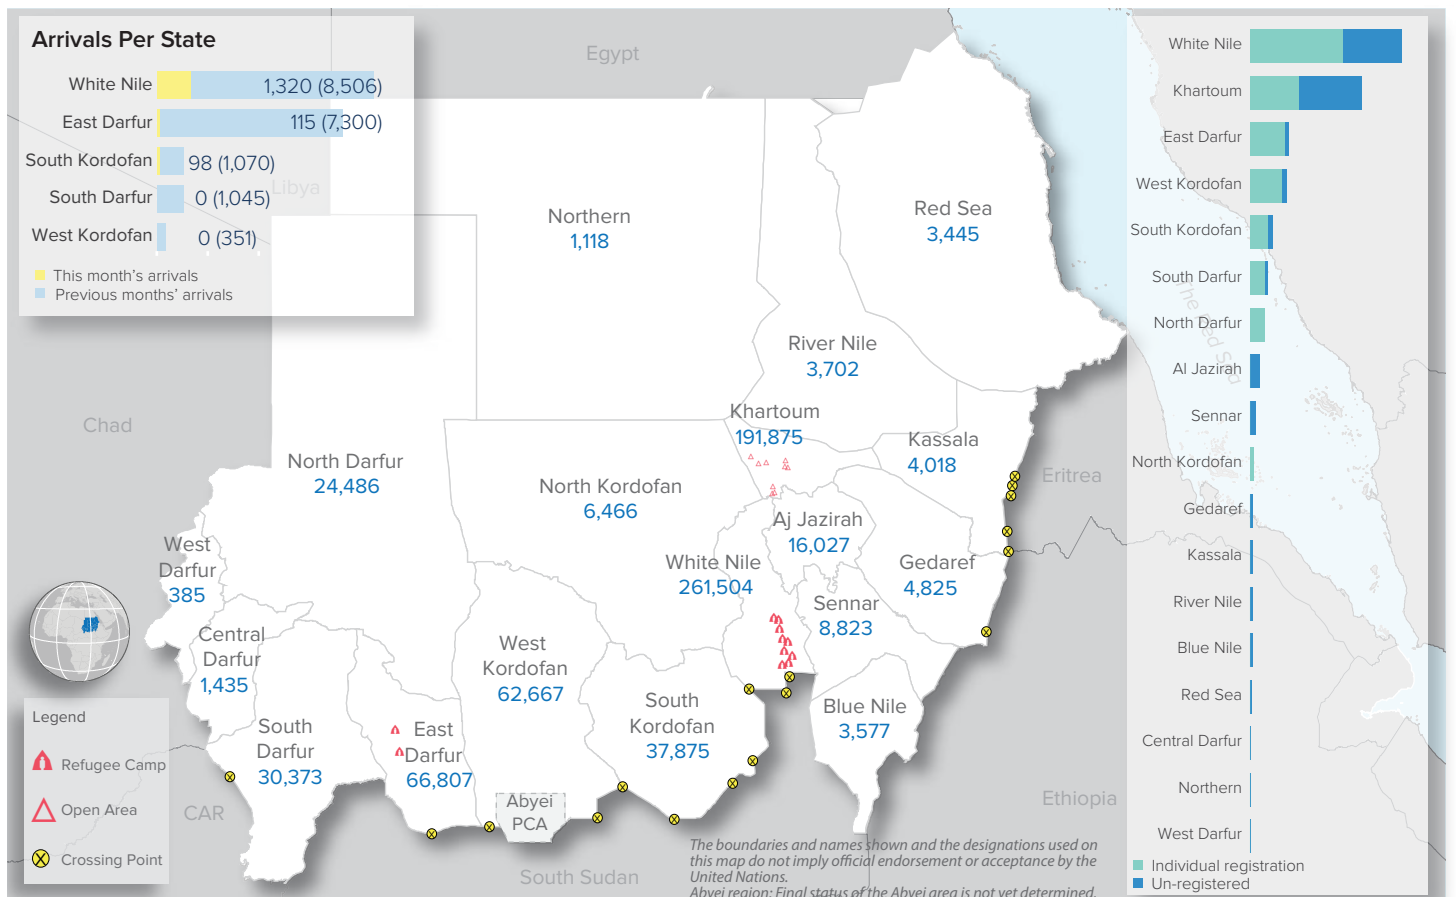 Arrivals Per State
White Nile 1,320 (8,506)
East Darfur 115 (7,300)
South Kordofan 98 (1,070)
South Darfur 0 (1,045)
West Kordofan 0 (351)
This month's arrivals
Previous months' arrivals
Egypt
Libya
Chad
CAR
South Sudan
Ethiopia
Eritrea
The Red Sea
Northern
1,118
Red Sea
3,445
River Nile
3,702
Khartoum
191,875
Kassala
4,018
North Darfur
24,486
North Kordofan
6,466
Aj Jazirah
16,027
White Nile
261,504
Gedaref
4,825
Sennar
8,823
West
Darfur
385
Central
Darfur
1,435
West
Kordofan
62,667
South
Kordofan
37,875
Blue Nile
3,577
South
Darfur
30,373
East
Darfur
66,807
Abyei
PCA
Legend
Refugee Camp
Open Area
Crossing Point
The boundaries and names shown and the designations used on
this map do not imply official endorsement or acceptance by the
United Nations.
Abyei region: Final status of the Abyei area is not yet determined.
White Nile
Khartoum
East Darfur
West Kordofan
South Kordofan
South Darfur
North Darfur
Al Jazirah
Sennar
North Kordofan
Gedaref
Kassala
River Nile
Blue Nile
Red Sea
Central Darfur
Northern
West Darfur
Individual registration
Un-registered